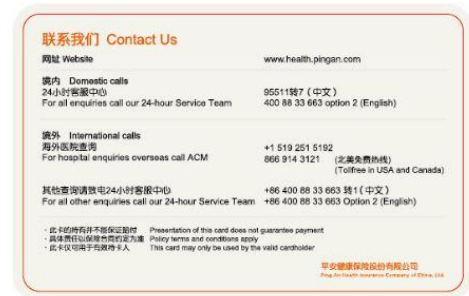 联系我们 Contact Us
网址 Website www.health.pingan.com
境内 Domestic calls
24小时客服中心 95511转7（中文）
For all enquiries call our 24-hour Service Team 400 88 33 663 option 2 (English)
境外 International calls
海外医院查询 +1 519 251 5192
For hospital enquiries overseas call ACM 866 914 3121 (北美免费热线)
(Tollfree in USA and Canada)
其他查询请致电24小时客服中心 +86 400 88 33 663 转1（中文）
For all other enquiries call our 24-hour Service Team +86 400 88 33 663 Option 2 (English)
· 此卡的持有并不能保证赔付 Presentation of this card does not guarantee payment
· 具体责任以保险合同约定为准 Policy terms and conditions apply
· 此卡仅可用于有效持卡人 This card may only be used by the valid cardholder
平安健康保险股份有限公司
Ping An Health Insurance Company of China, Ltd